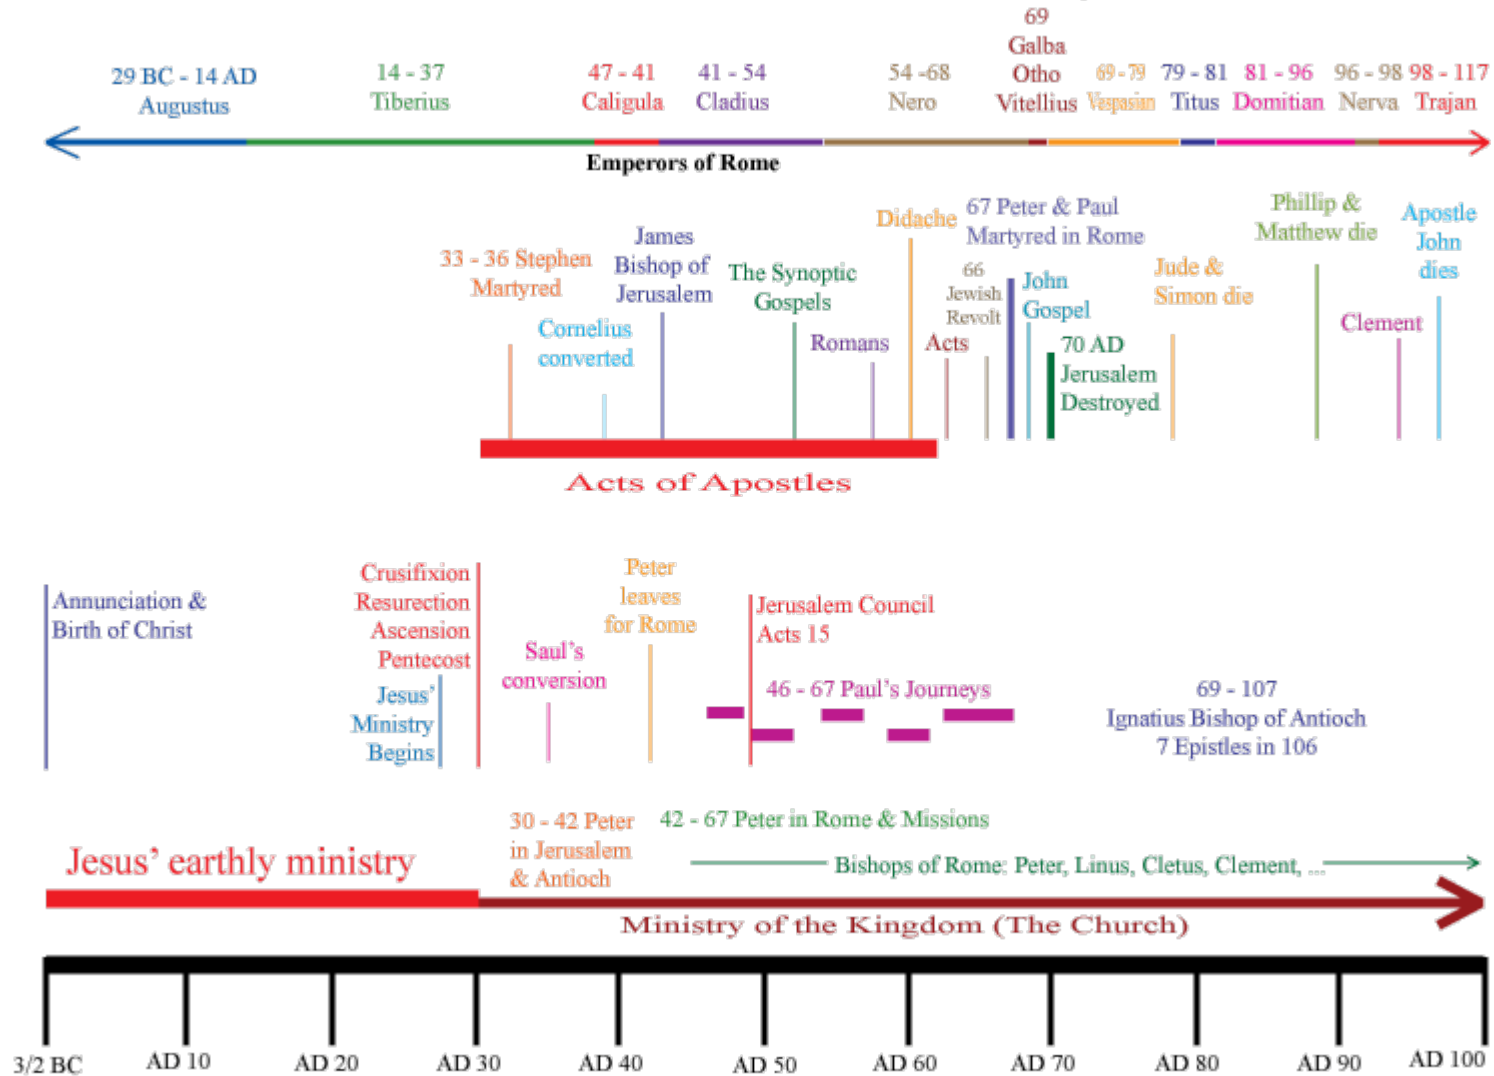 29 BC - 14 AD
Augustus
14 - 37
Tiberius
47 - 41
Caligula
41 - 54
Cladius
54 -68
Nero
69
Galba
Otho
Vitellius
69 - 79
Vespasian
79 - 81
Titus
81 - 96
Domitian
96 - 98
Nerva
98 - 117
Trajan
Emperors of Rome
33 - 36 Stephen
Martyred
Cornelius
converted
James
Bishop of
Jerusalem
The Synoptic
Gospels
Romans
Didache
Acts
66
Jewish
Revolt
67 Peter & Paul
Martyred in Rome
John
Gospel
70 AD
Jerusalem
Destroyed
Jude &
Simon die
Phillip &
Matthew die
Clement
Apostle
John
dies
Acts of Apostles
Annunciation &
Birth of Christ
Crusifixion
Resurection
Ascension
Pentecost
Jesus'
Ministry
Begins
Saul's
conversion
Peter
leaves
for Rome
Jerusalem Council
Acts 15
46 - 67 Paul's Journeys
69 - 107
Ignatius Bishop of Antioch
7 Epistles in 106
Jesus' earthly ministry
30 - 42 Peter
in Jerusalem
& Antioch
42 - 67 Peter in Rome & Missions
Bishops of Rome: Peter, Linus, Cletus, Clement, ...
Ministry of the Kingdom (The Church)
3/2 BC
AD 10
AD 20
AD 30
AD 40
AD 50
AD 60
AD 70
AD 80
AD 90
AD 100